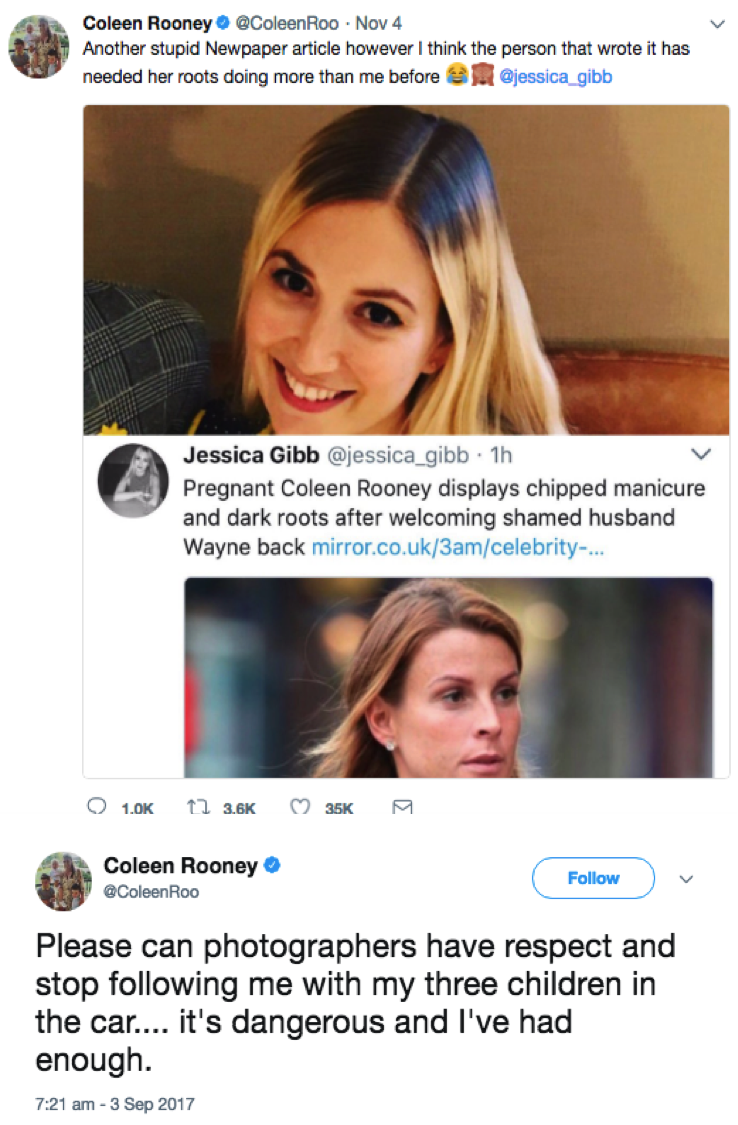 Coleen Rooney @ColeenRoo · Nov 4
Another stupid Newpaper article however I think the person that wrote it has
needed her roots doing more than me before 😂🙈 @jessica_gibb
Jessica Gibb @jessica_gibb · 1h
Pregnant Coleen Rooney displays chipped manicure
and dark roots after welcoming shamed husband
Wayne back mirror.co.uk/3am/celebrity-...
1.0K 3.6K 35K
Coleen Rooney
@ColeenRoo
Follow
Please can photographers have respect and
stop following me with my three children in
the car.... it's dangerous and I've had
enough.
7:21 am - 3 Sep 2017